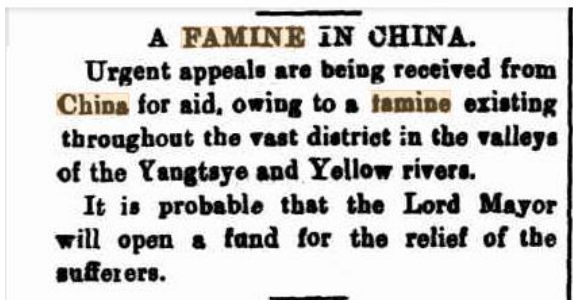 A FAMINE IN CHINA.
Urgent appeals are being received from
China for aid, owing to a famine existing
throughout the vast district in the valleys
of the Yangtsye and Yellow rivers.
It is probable that the Lord Mayor
will open a fund for the relief of the
sufferers.